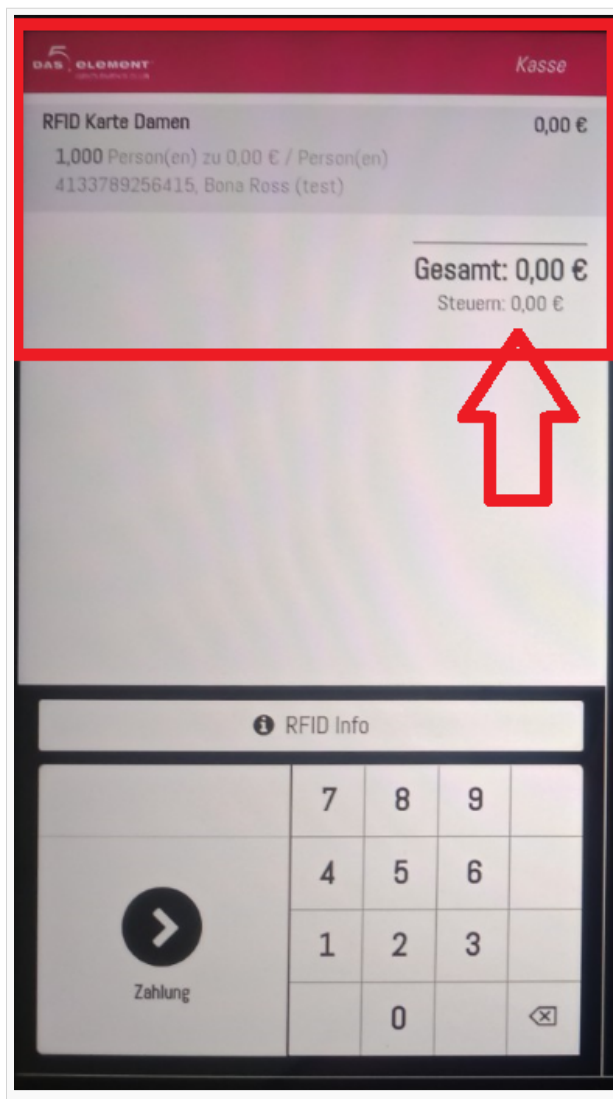 DAS 5 ELEMENT
Kasse
RFID Karte Damen 0,00 €
1,000 Person(en) zu 0,00 € / Person(en)
4133789256415, Bona Ross (test)
Gesamt: 0,00 €
Steuern: 0,00 €
RFID Info
7 8 9
4 5 6
1 2 3
Zahlung
0